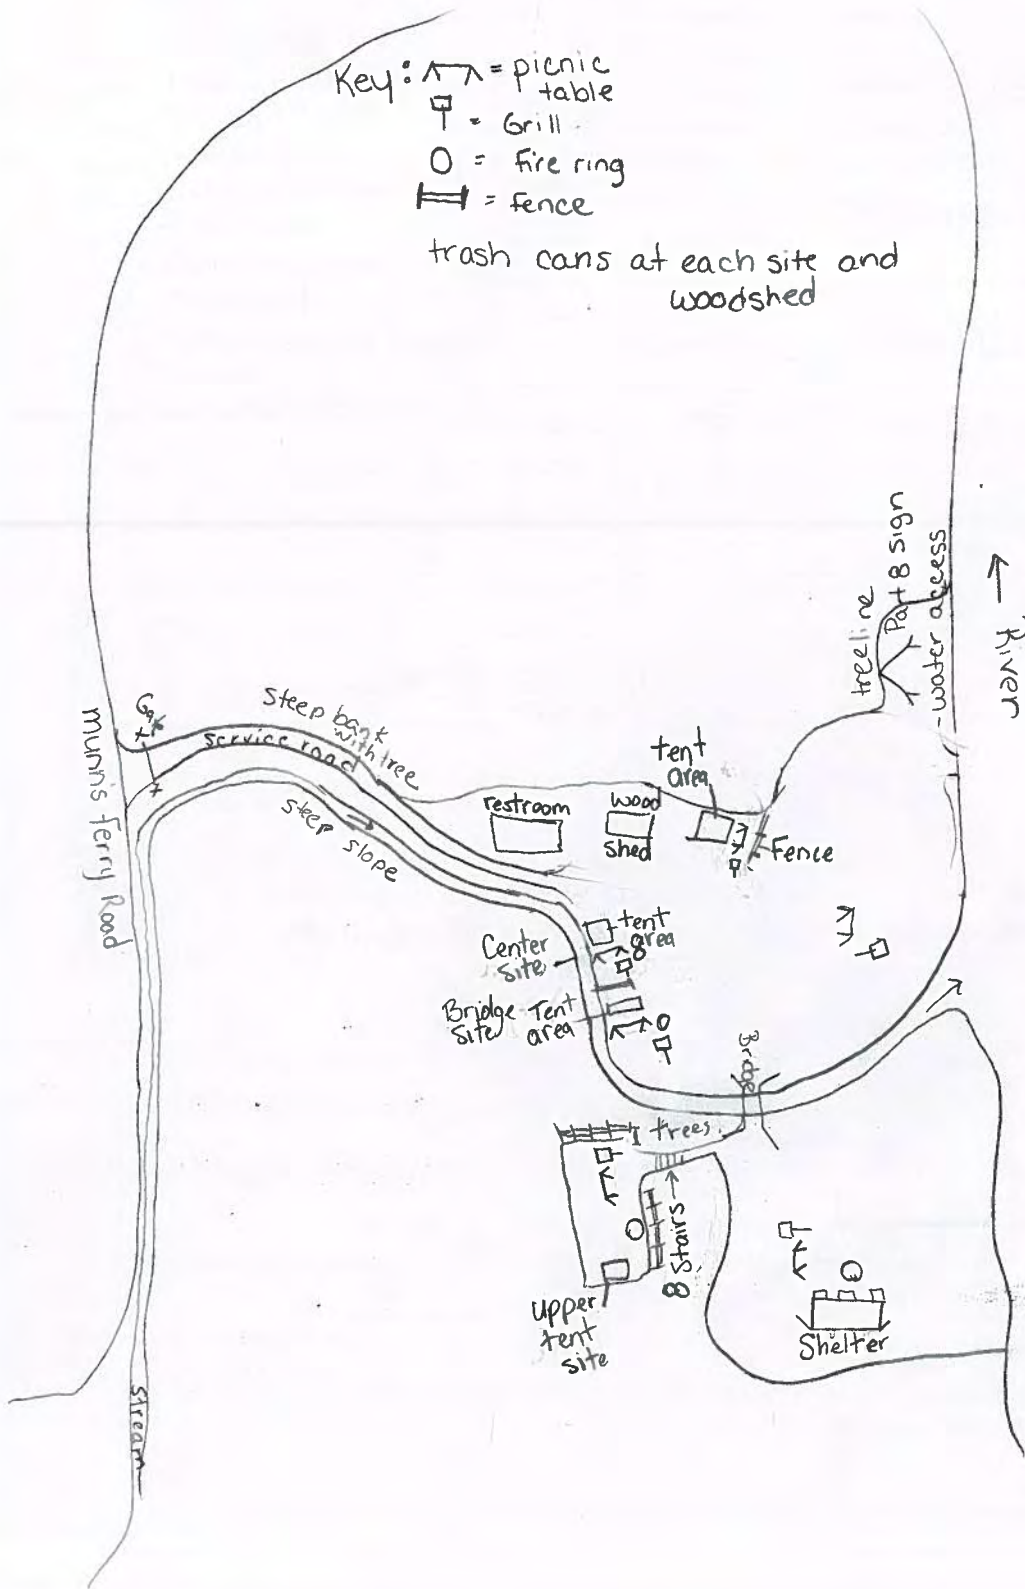 Key: = picnic
table
= Grill
= fire ring
= fence
trash cans at each site and
woodshed
Part 8 sign
water access
treeline
River
Gate
Steep bank
with tree
Service road
steep slope
Munn's Ferry Road
tent
area
restroom
wood
shed
Fence
tent
area
Center
site
Bridge
site
Tent
area
Bridge
trees
8 Stairs
upper
tent
site
Shelter
stream